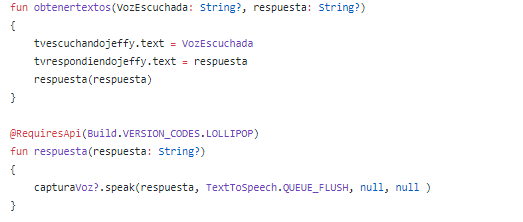 fun obtenertextos(VozEscuchada: String?, respuesta: String?)
{
    tvescuchandojeffy.text = VozEscuchada
    tvrespondiendojeffy.text = respuesta
    respuesta(respuesta)
}

@RequiresApi(Build.VERSION_CODES.LOLLIPOP)
fun respuesta(respuesta: String?)
{
    capturaVoz?.speak(respuesta, TextToSpeech.QUEUE_FLUSH, null, null )
}